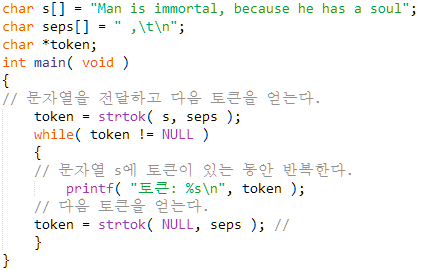 char s[] = "Man is immortal, because he has a soul";
char seps[] = " ,\t\n";
char *token;
int main( void )
{
// 문자열을 전달하고 다음 토큰을 얻는다.
    token = strtok( s, seps );
    while( token != NULL )
    {
    // 문자열 s에 토큰이 있는 동안 반복한다.
        printf( "토큰: %s\n", token );
    // 다음 토큰을 얻는다.
    token = strtok( NULL, seps ); //
    }
}